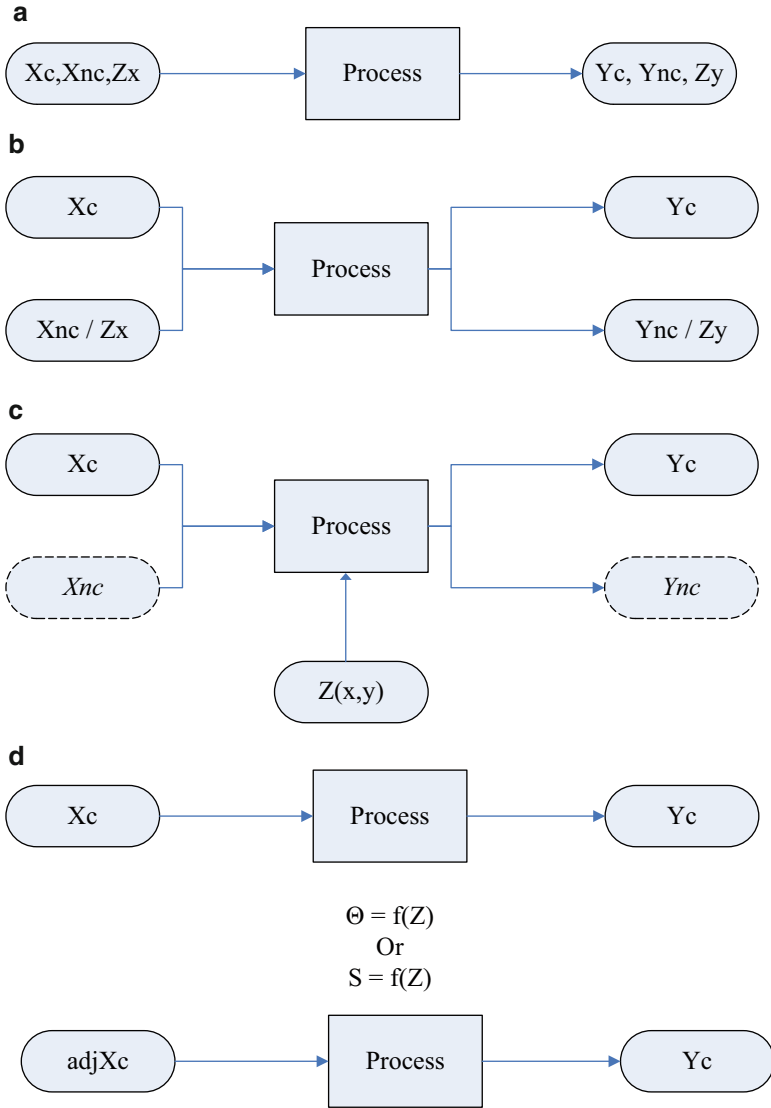 a
Xc,Xnc,Zx
Process
Yc, Ync, Zy
b
Xc
Yc
Process
Xnc / Zx
Ync / Zy
c
Xc
Yc
Process
Xnc
Ync
Z(x,y)
d
Xc
Process
Yc
Θ = f(Z)
Or
S = f(Z)
adjXc
Process
Yc